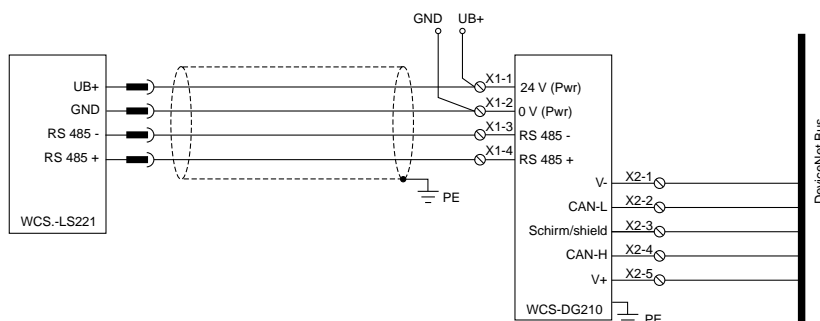 GND UB+
UB+ X1-1 24 V (Pwr)
GND X1-2 0 V (Pwr)
RS 485 - X1-3 RS 485 -
RS 485 + X1-4 RS 485 +
PE
WCS.-LS221
V- X2-1
CAN-L X2-2
Schirm/shield X2-3
CAN-H X2-4
V+ X2-5
WCS-DG210
PE
DeviceNet Bus